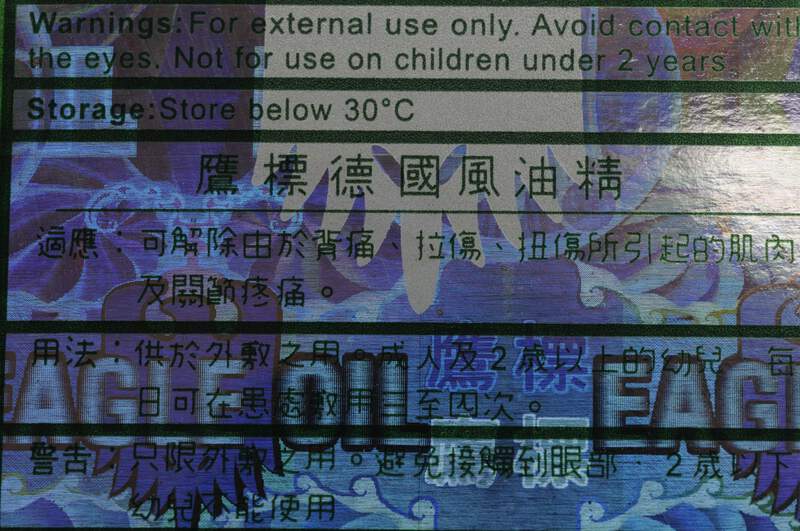 Warnings: For external use only. Avoid contact wit
the eyes. Not for use on children under 2 years
Storage: Store below 30°C
鷹標德國風油精
適應：可解除由於背痛、拉傷、扭傷所引起的肌肉
及關節疼痛。
用法：供於外敷之用。成人及2歲以上的幼兒 每
日可在患處敷用三至四次。
警告：只限外敷之用。避免接觸到眼部．2歲以下
幼兒不能使用
EAGLE OIL 鷹標 EAG
鷹標